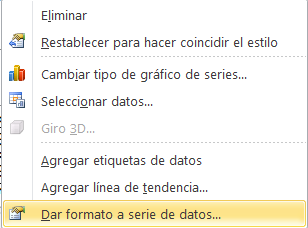 Eliminar
Restablecer para hacer coincidir el estilo
Cambiar tipo de gráfico de series...
Seleccionar datos...
Giro 3D...
Agregar etiquetas de datos
Agregar línea de tendencia...
Dar formato a serie de datos...